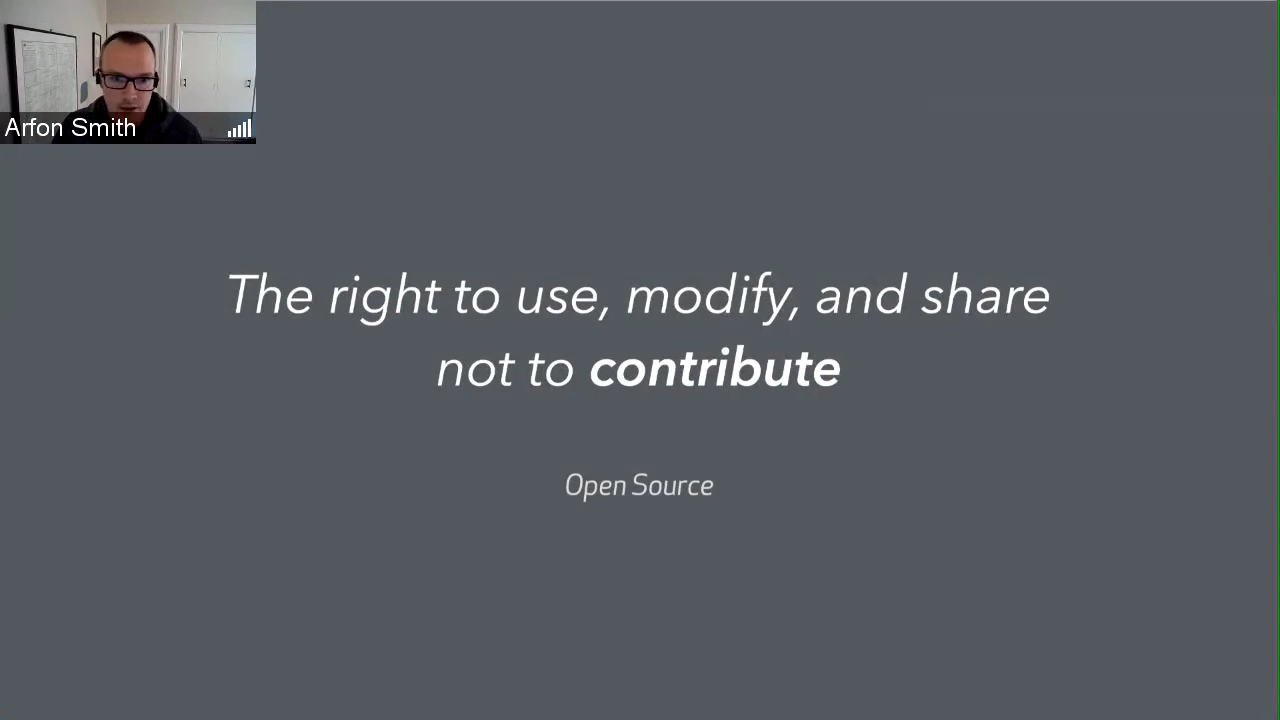 Arfon Smith
The right to use, modify, and share
not to contribute
Open Source